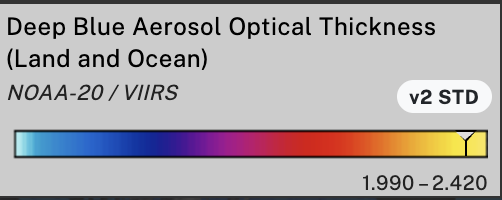 Deep Blue Aerosol Optical Thickness
(Land and Ocean)
NOAA-20 / VIIRS
v2 STD
1.990 – 2.420